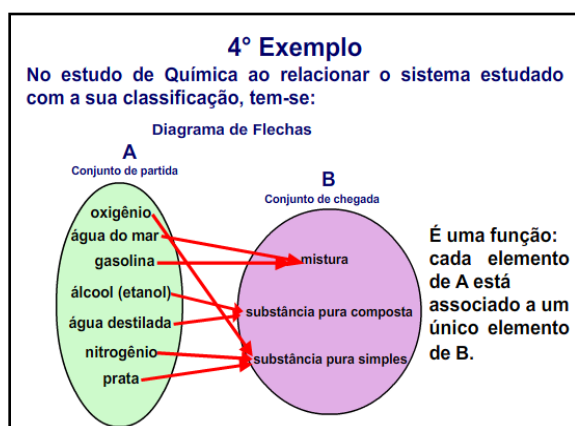 4° Exemplo
No estudo de Química ao relacionar o sistema estudado
com a sua classificação, tem-se:
Diagrama de Flechas
A
Conjunto de partida
B
Conjunto de chegada
oxigênio
água do mar
gasolina
álcool (etanol)
água destilada
nitrogênio
prata
mistura
substância pura composta
substância pura simples
É uma função:
cada elemento
de A está
associado a um
único elemento
de B.